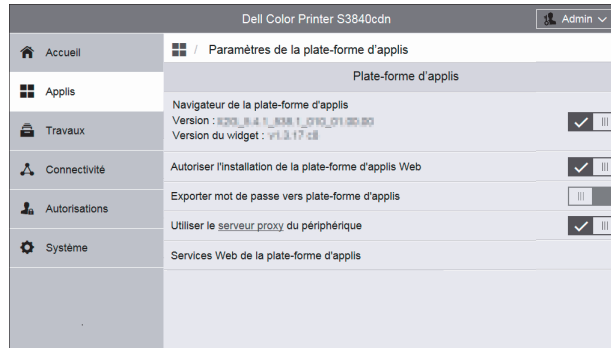 Dell Color Printer S3840cdn
Admin
Accueil
Applis
Travaux
Connectivité
Autorisations
Système
/ Paramètres de la plate-forme d'applis
Plate-forme d'applis
Navigateur de la plate-forme d'applis
Version :
Version du widget :
Autoriser l'installation de la plate-forme d'applis Web
Exporter mot de passe vers plate-forme d'applis
Utiliser le serveur proxy du périphérique
Services Web de la plate-forme d'applis